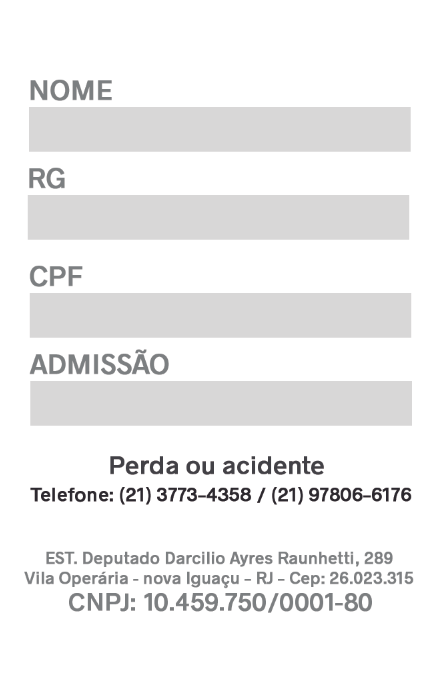 NOME
RG
CPF
ADMISSÃO
Perda ou acidente
Telefone: (21) 3773-4358 / (21) 97806-6176
EST. Deputado Darcilio Ayres Raunhetti, 289
Vila Operária - nova Iguaçu - RJ - Cep: 26.023.315
CNPJ: 10.459.750/0001-80